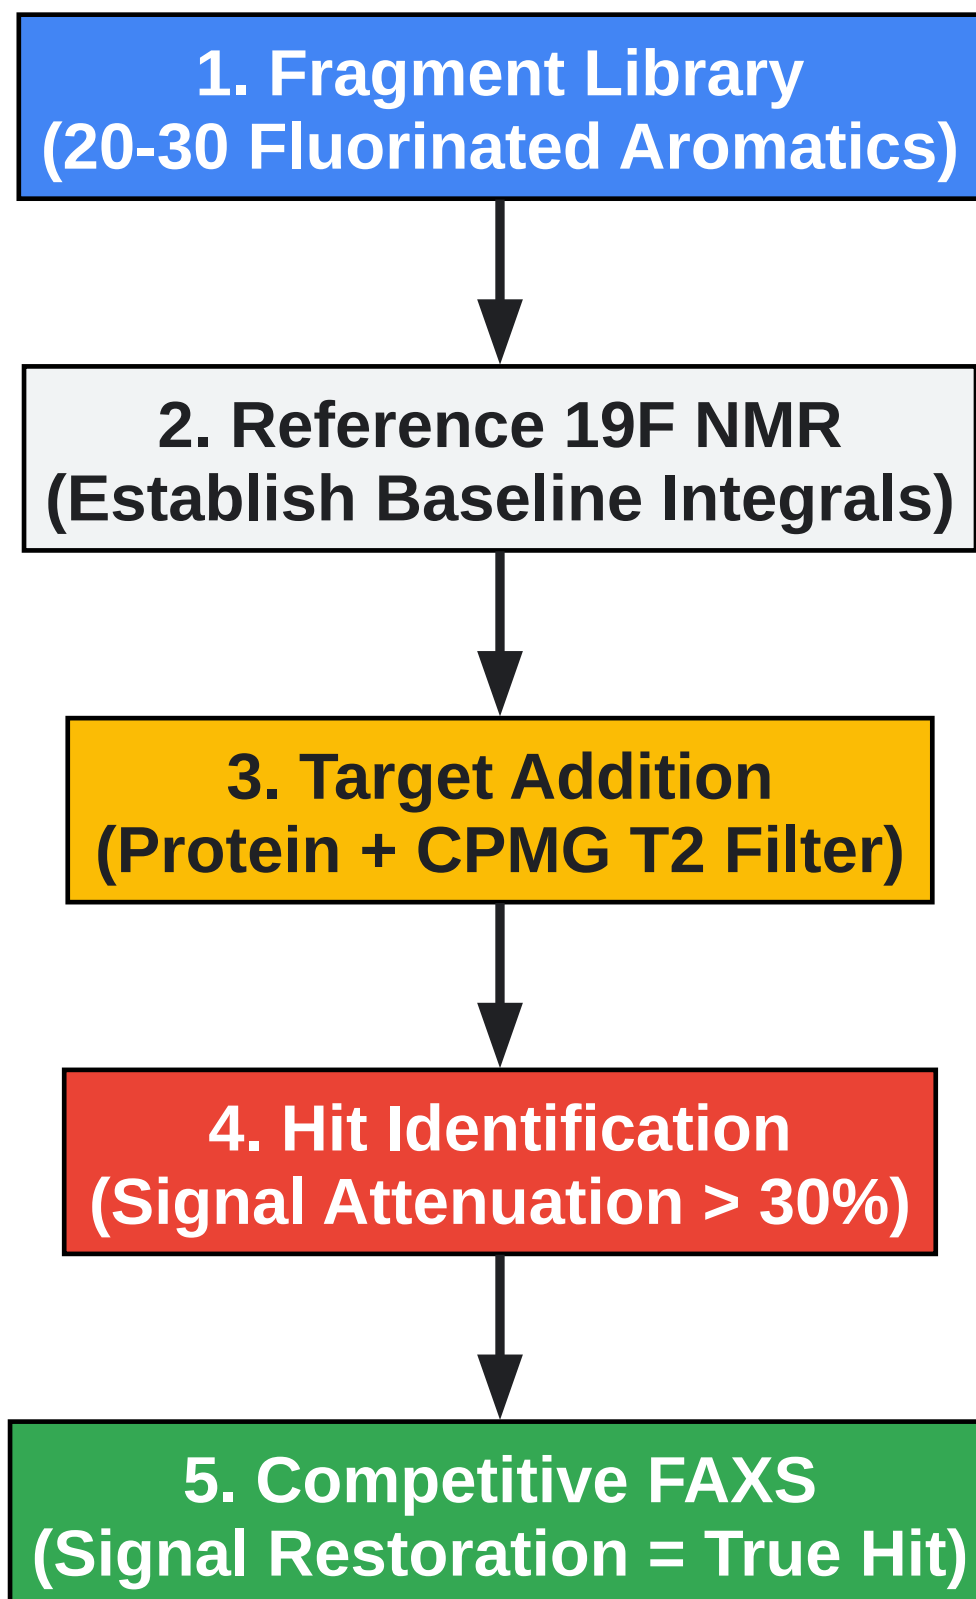 1. Fragment Library
(20-30 Fluorinated Aromatics)
2. Reference 19F NMR
(Establish Baseline Integrals)
3. Target Addition
(Protein + CPMG T2 Filter)
4. Hit Identification
(Signal Attenuation > 30%)
5. Competitive FAXS
(Signal Restoration = True Hit)